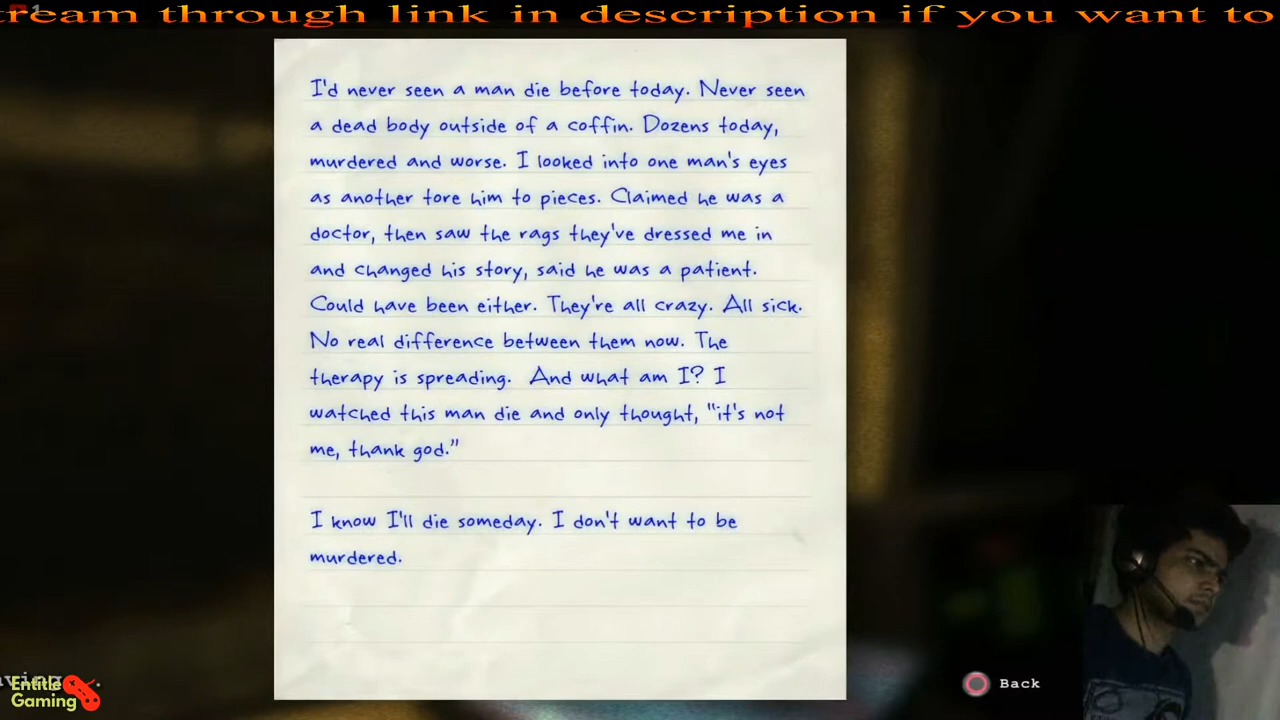 ream through link in description if you want to
I'd never seen a man die before today. Never seen
a dead body outside of a coffin. Dozens today,
murdered and worse. I looked into one man's eyes
as another tore him to pieces. Claimed he was a
doctor, then saw the rags they've dressed me in
and changed his story, said he was a patient.
Could have been either. They're all crazy. All sick.
No real difference between them now. The
therapy is spreading. And what am I? I
watched this man die and only thought, "it's not
me, thank god."
I know I'll die someday. I don't want to be
murdered.
Back
Entitle
Gaming